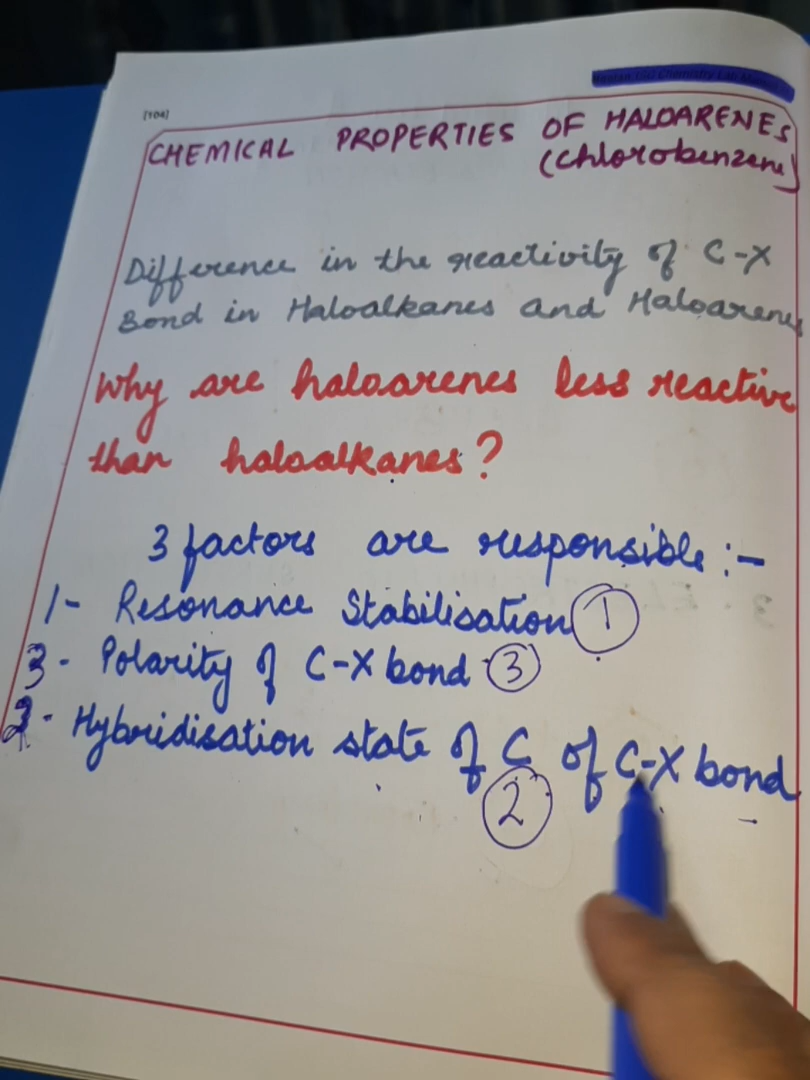 [104]
CHEMICAL PROPERTIES OF HALOARENES
(Chlorobenzene)
Difference in the reactivity of C-X
Bond in Haloalkanes and Haloarenes
Why are haloarenes less reactive
than haloalkanes?
3 factors are responsible:-
1- Resonance Stabilisation 1
3- Polarity of C-X bond 3
2- Hybridisation state of C of C-X bond
2